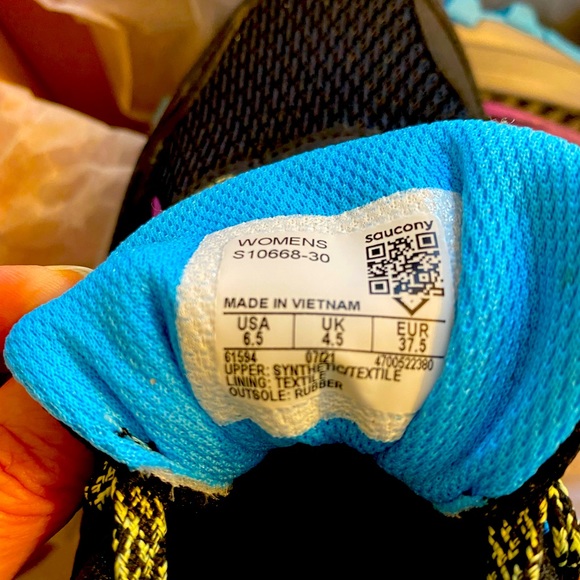 WOMENS
S10668-30
saucony
MADE IN VIETNAM
USA UK EUR
6.5 4.5 37.5
61594 07/21 4700522380
UPPER: SYNTHETIC/TEXTILE
LINING: TEXTILE
OUTSOLE: RUBBER